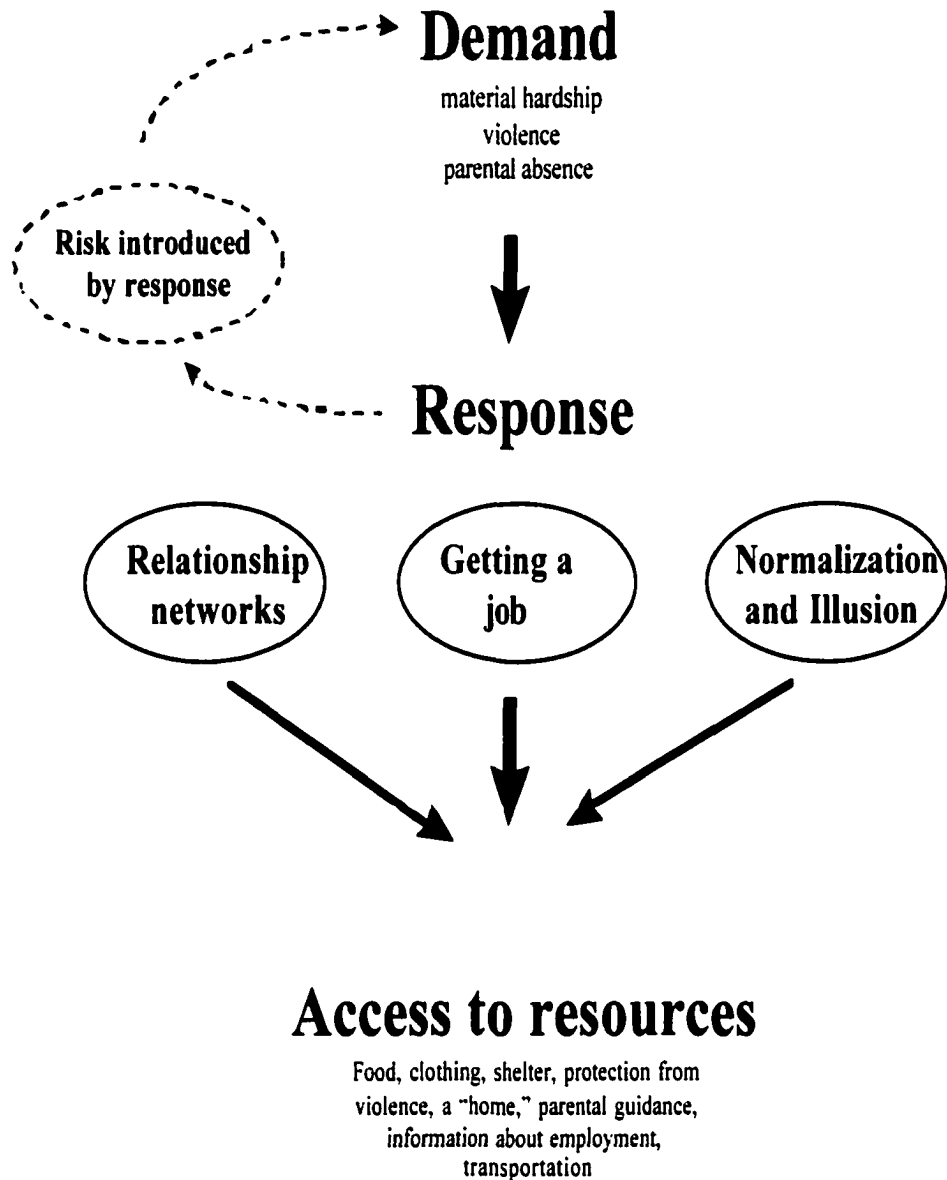 Demand
material hardship
violence
parental absence
Risk introduced
by response
Response
Relationship
networks
Getting a
job
Normalization
and Illusion
Access to resources
Food, clothing, shelter, protection from
violence, a "home," parental guidance,
information about employment,
transportation